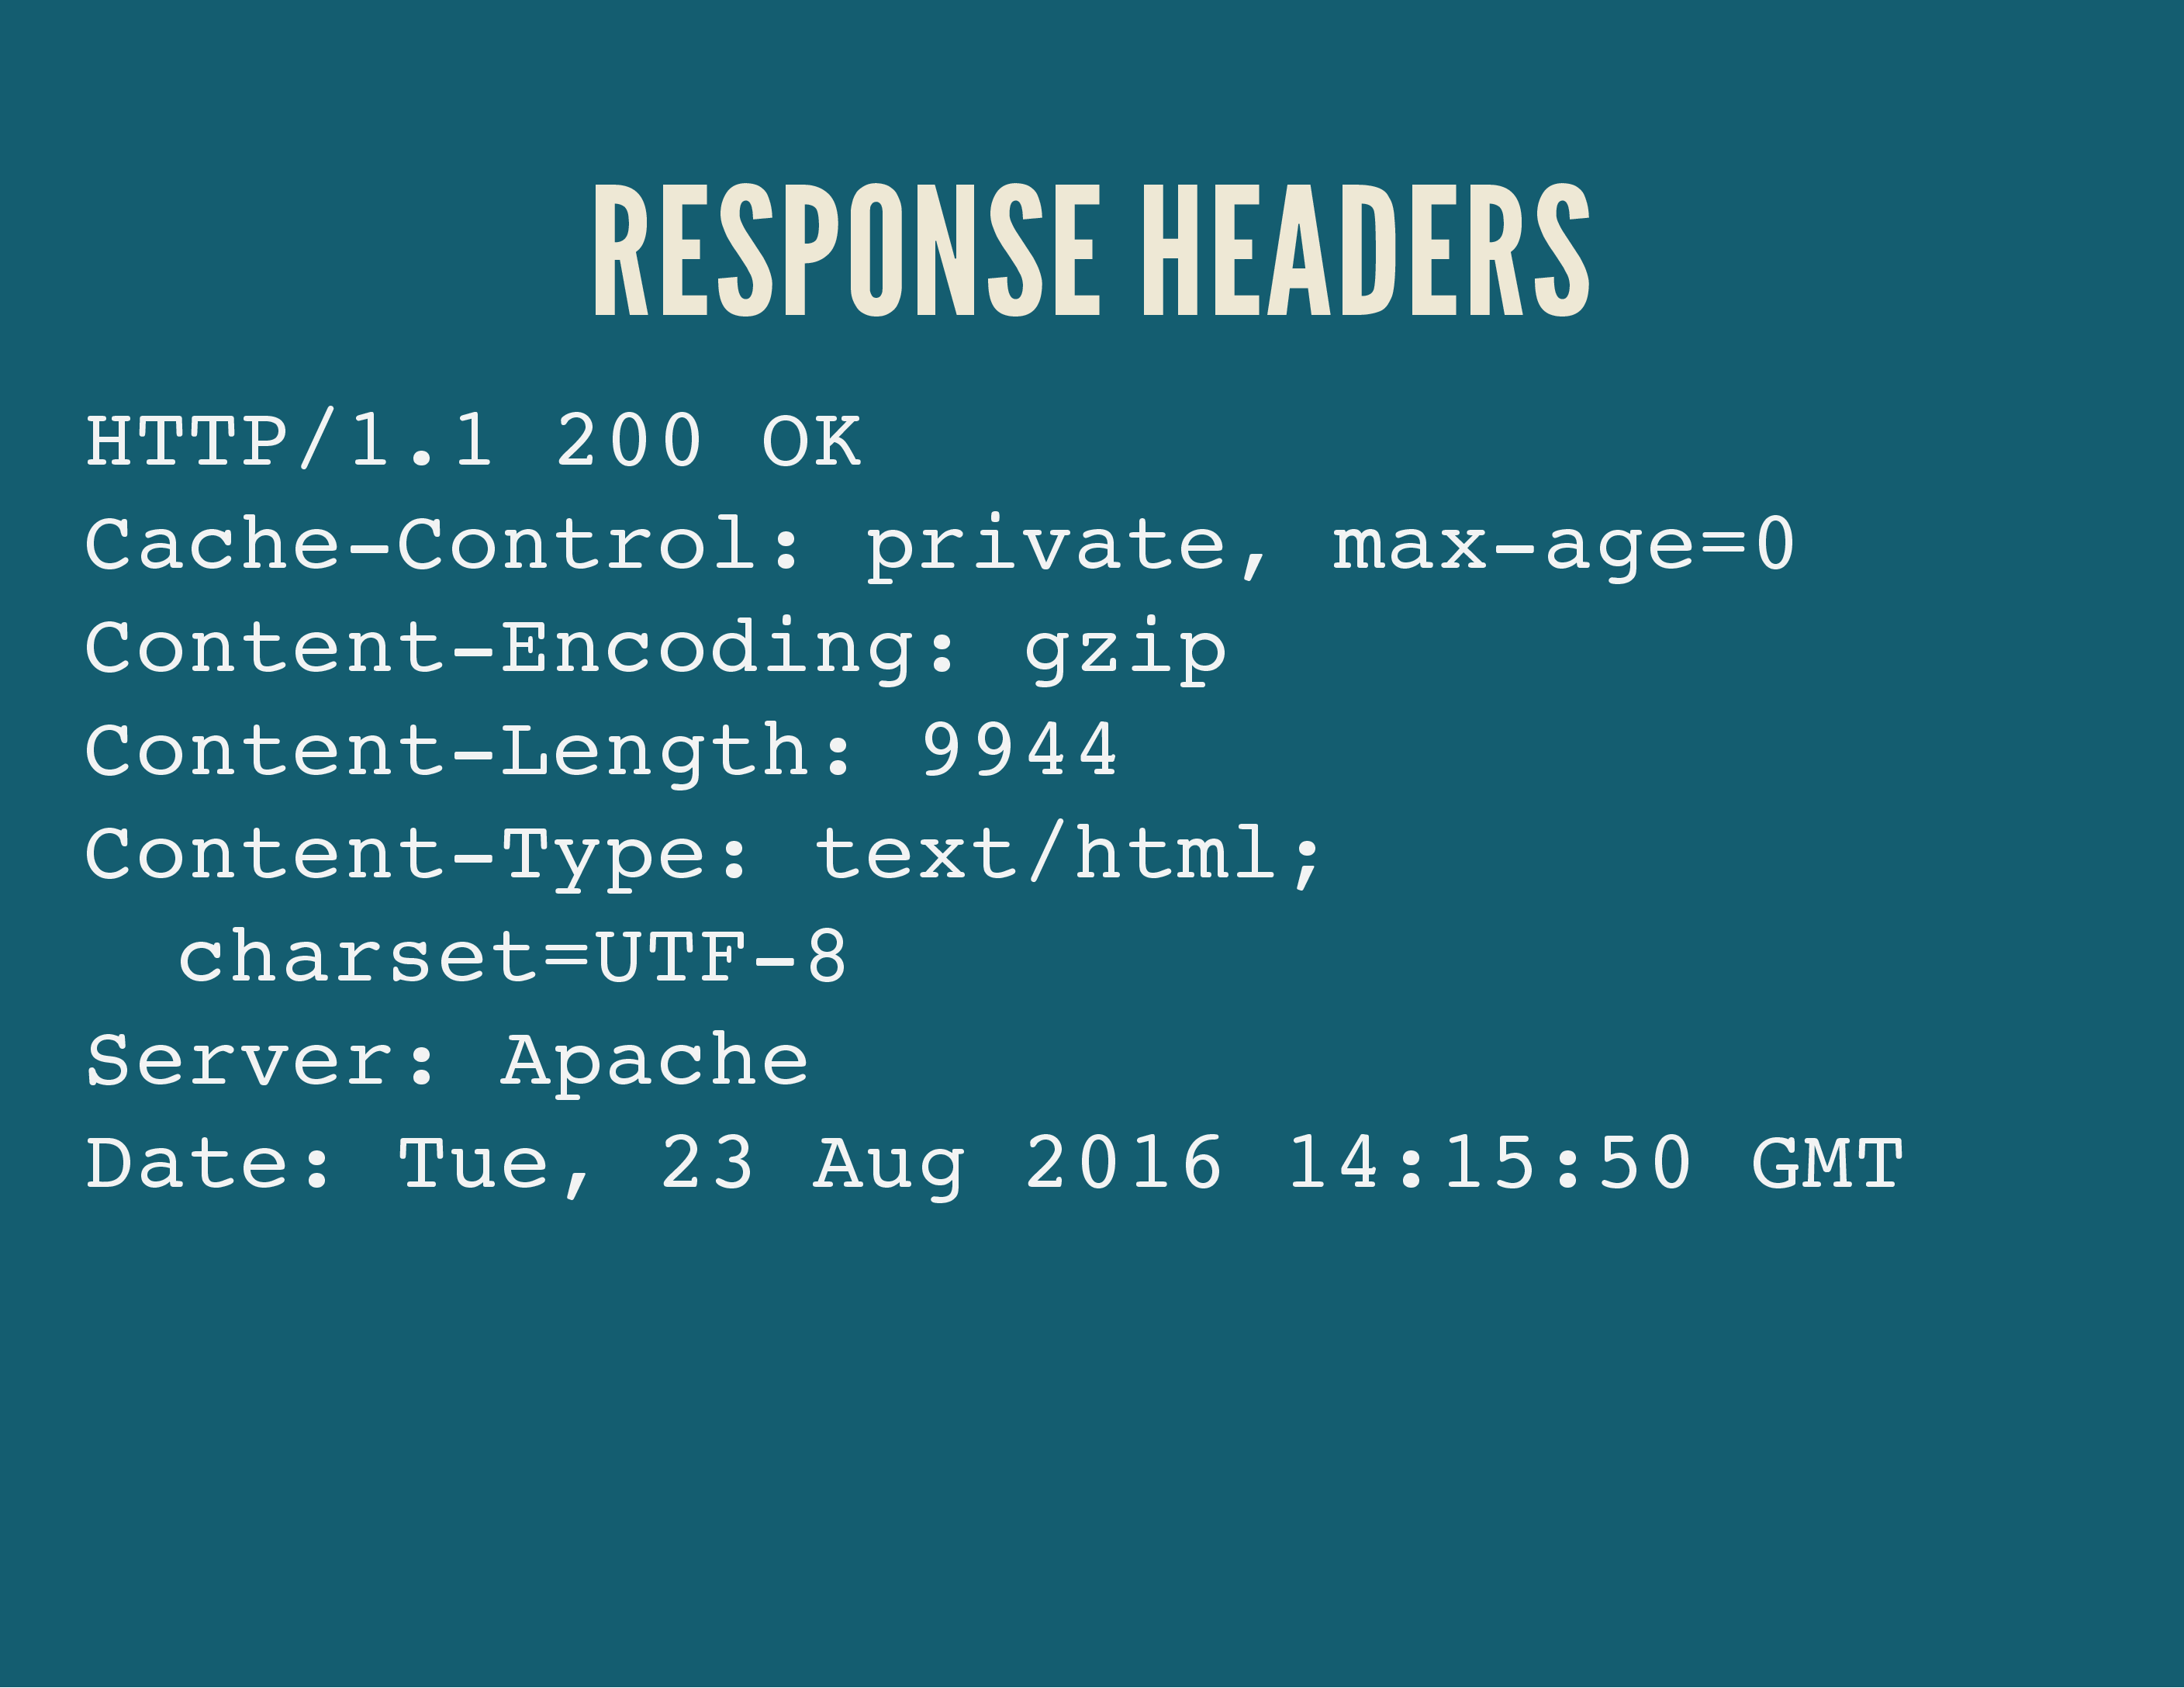 RESPONSE HEADERS
HTTP/1.1 200 OK
Cache-Control: private, max-age=0
Content-Encoding: gzip
Content-Length: 9944
Content-Type: text/html;
charset=UTF-8
Server: Apache
Date: Tue, 23 Aug 2016 14:15:50 GMT